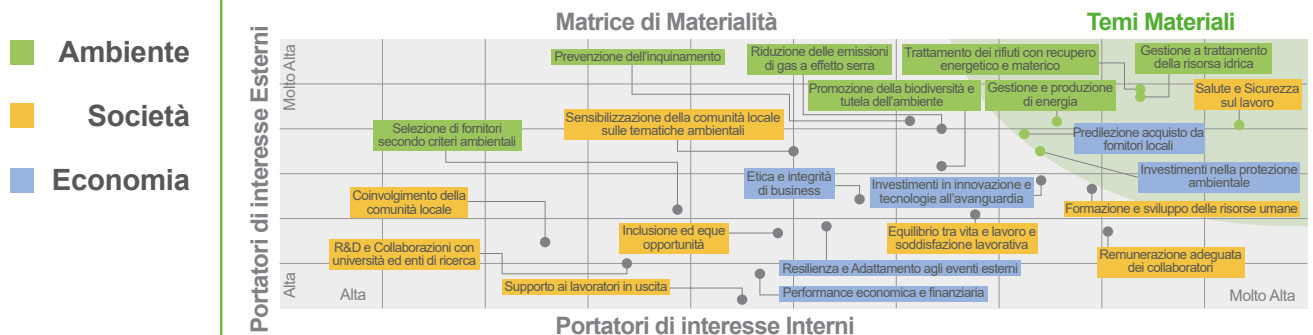 Ambiente
Società
Economia
Matrice di Materialità
Temi Materiali
Portatori di interesse Esterni
Molto Alta
Alta
Prevenzione dell'inquinamento
Riduzione delle emissioni
di gas a effetto serra
Trattamento dei rifiuti con recupero
energetico e materico
Gestione a trattamento
della risorsa idrica
Promozione della biodiversità e
tutela dell'ambiente
Gestione e produzione
di energia
Salute e Sicurezza
sul lavoro
Sensibilizzazione della comunità locale
sulle tematiche ambientali
Selezione di fornitori
secondo criteri ambientali
Predilezione acquisto da
fornitori locali
Etica e integrità
di business
Investimenti in innovazione e
tecnologie all'avanguardia
Investimenti nella protezione
ambientale
Coinvolgimento della
comunità locale
Formazione e sviluppo delle risorse umane
Inclusione ed eque
opportunità
Equilibrio tra vita e lavoro e
soddisfazione lavorativa
R&D e Collaborazioni con
università ed enti di ricerca
Remunerazione adeguata
dei collaboratori
Resilienza e Adattamento agli eventi esterni
Supporto ai lavoratori in uscita
Performance economica e finanziaria
Alta
Molto Alta
Portatori di interesse Interni